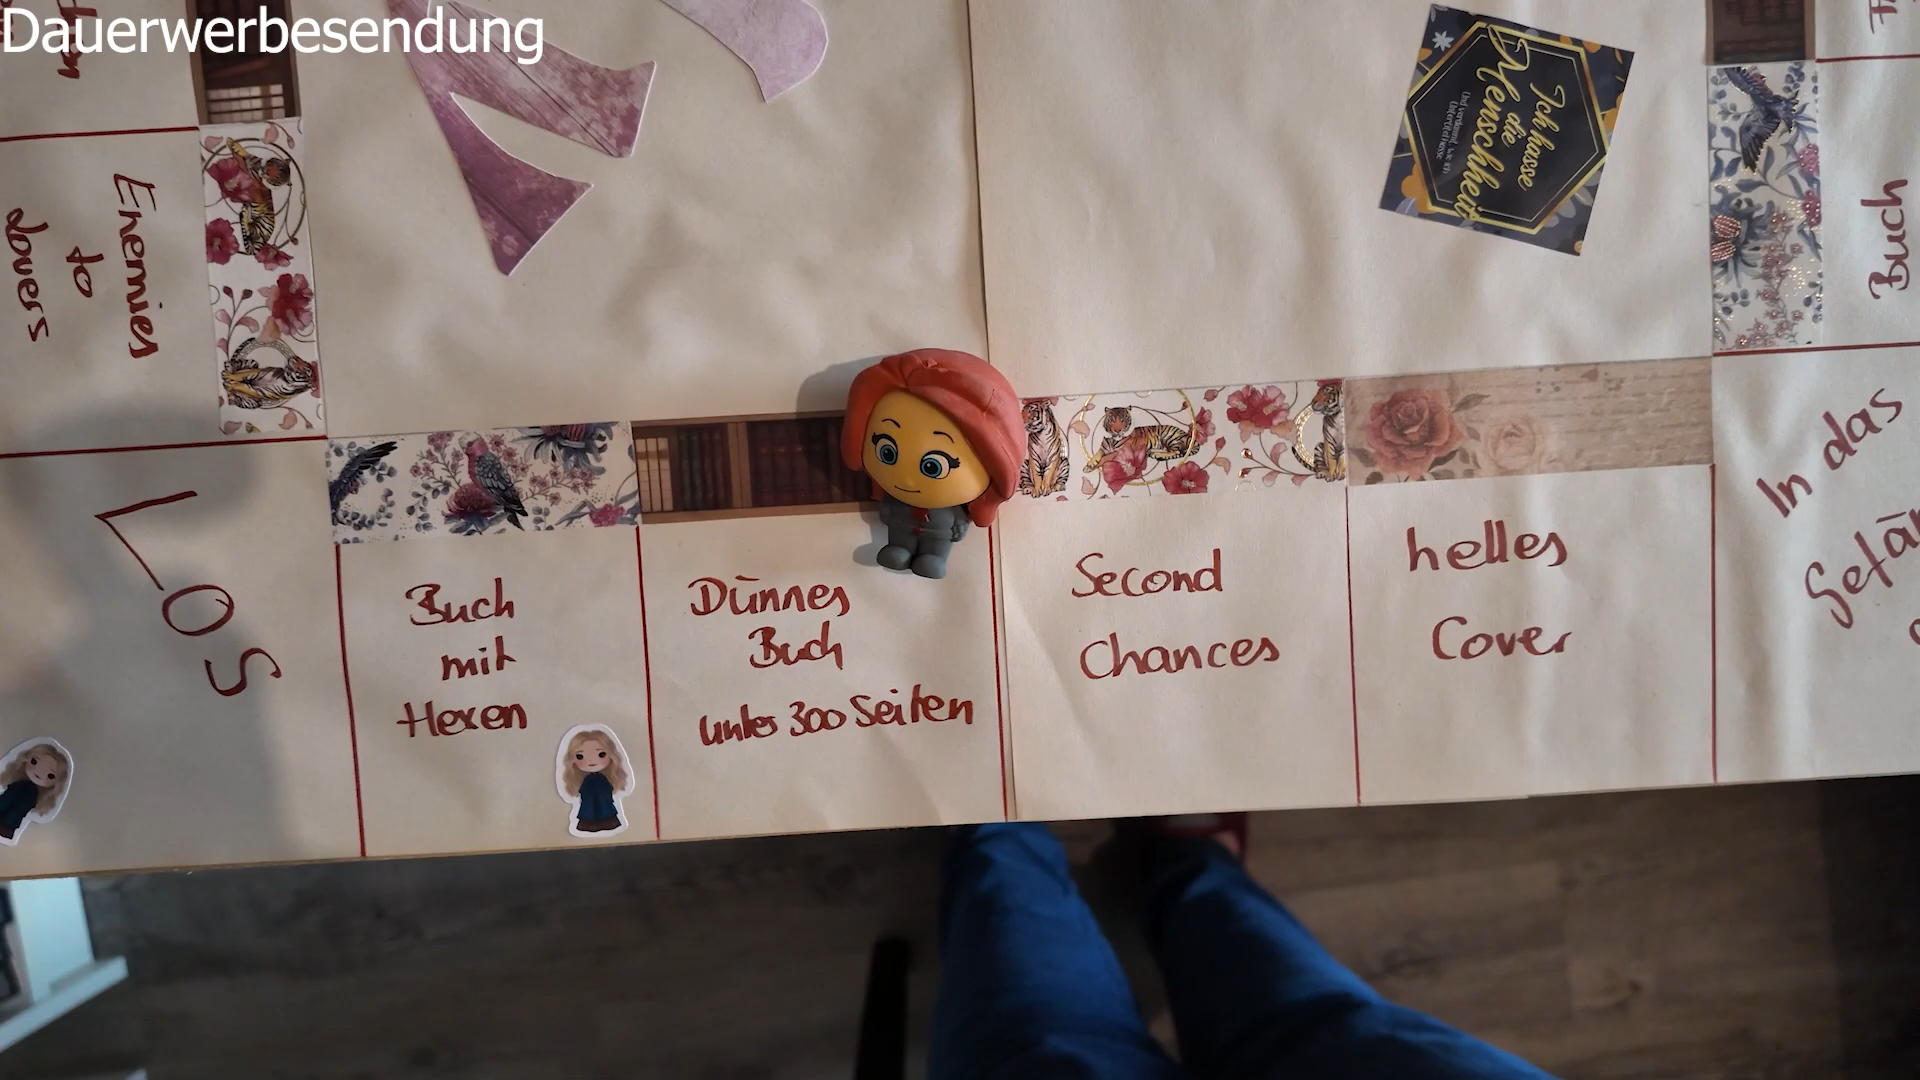 Dauerwerbesendung
Enemies
to
Lovers
Los
Buch
mit
Hexen
Dünnes
Buch
unter 300 Seiten
Second
Chances
helles
Cover
In das
Buch
Ich hasse
die
Menschheit